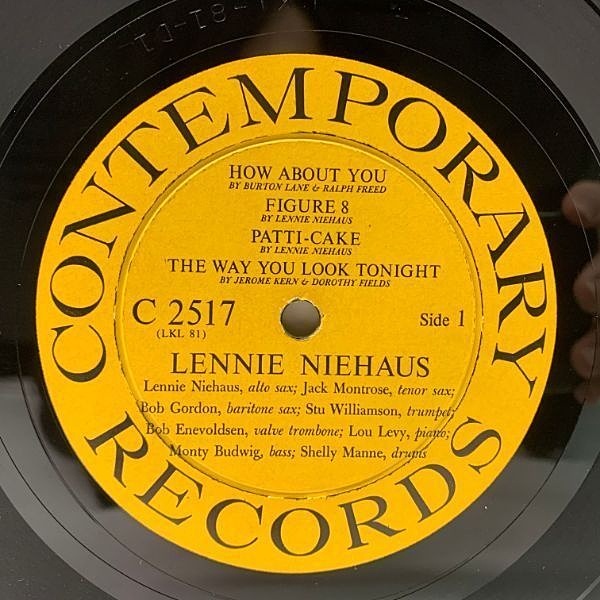 CONTEMPORARY
HOW ABOUT YOU
BY BURTON LANE & RALPH FREED
FIGURE 8
BY LENNIE NIEHAUS
PATTI-CAKE
BY LENNIE NIEHAUS
THE WAY YOU LOOK TONIGHT
BY JEROME KERN & DOROTHY FIELDS
C 2517 Side 1
(LKL 81)
LENNIE NIEHAUS
Lennie Niehaus, alto sax; Jack Montrose, tenor sax;
Bob Gordon, baritone sax; Stu Williamson, trumpet;
Bob Enevoldsen, valve trombone; Lou Levy, piano;
Monty Budwig, bass; Shelly Manne, drums
RECORDS